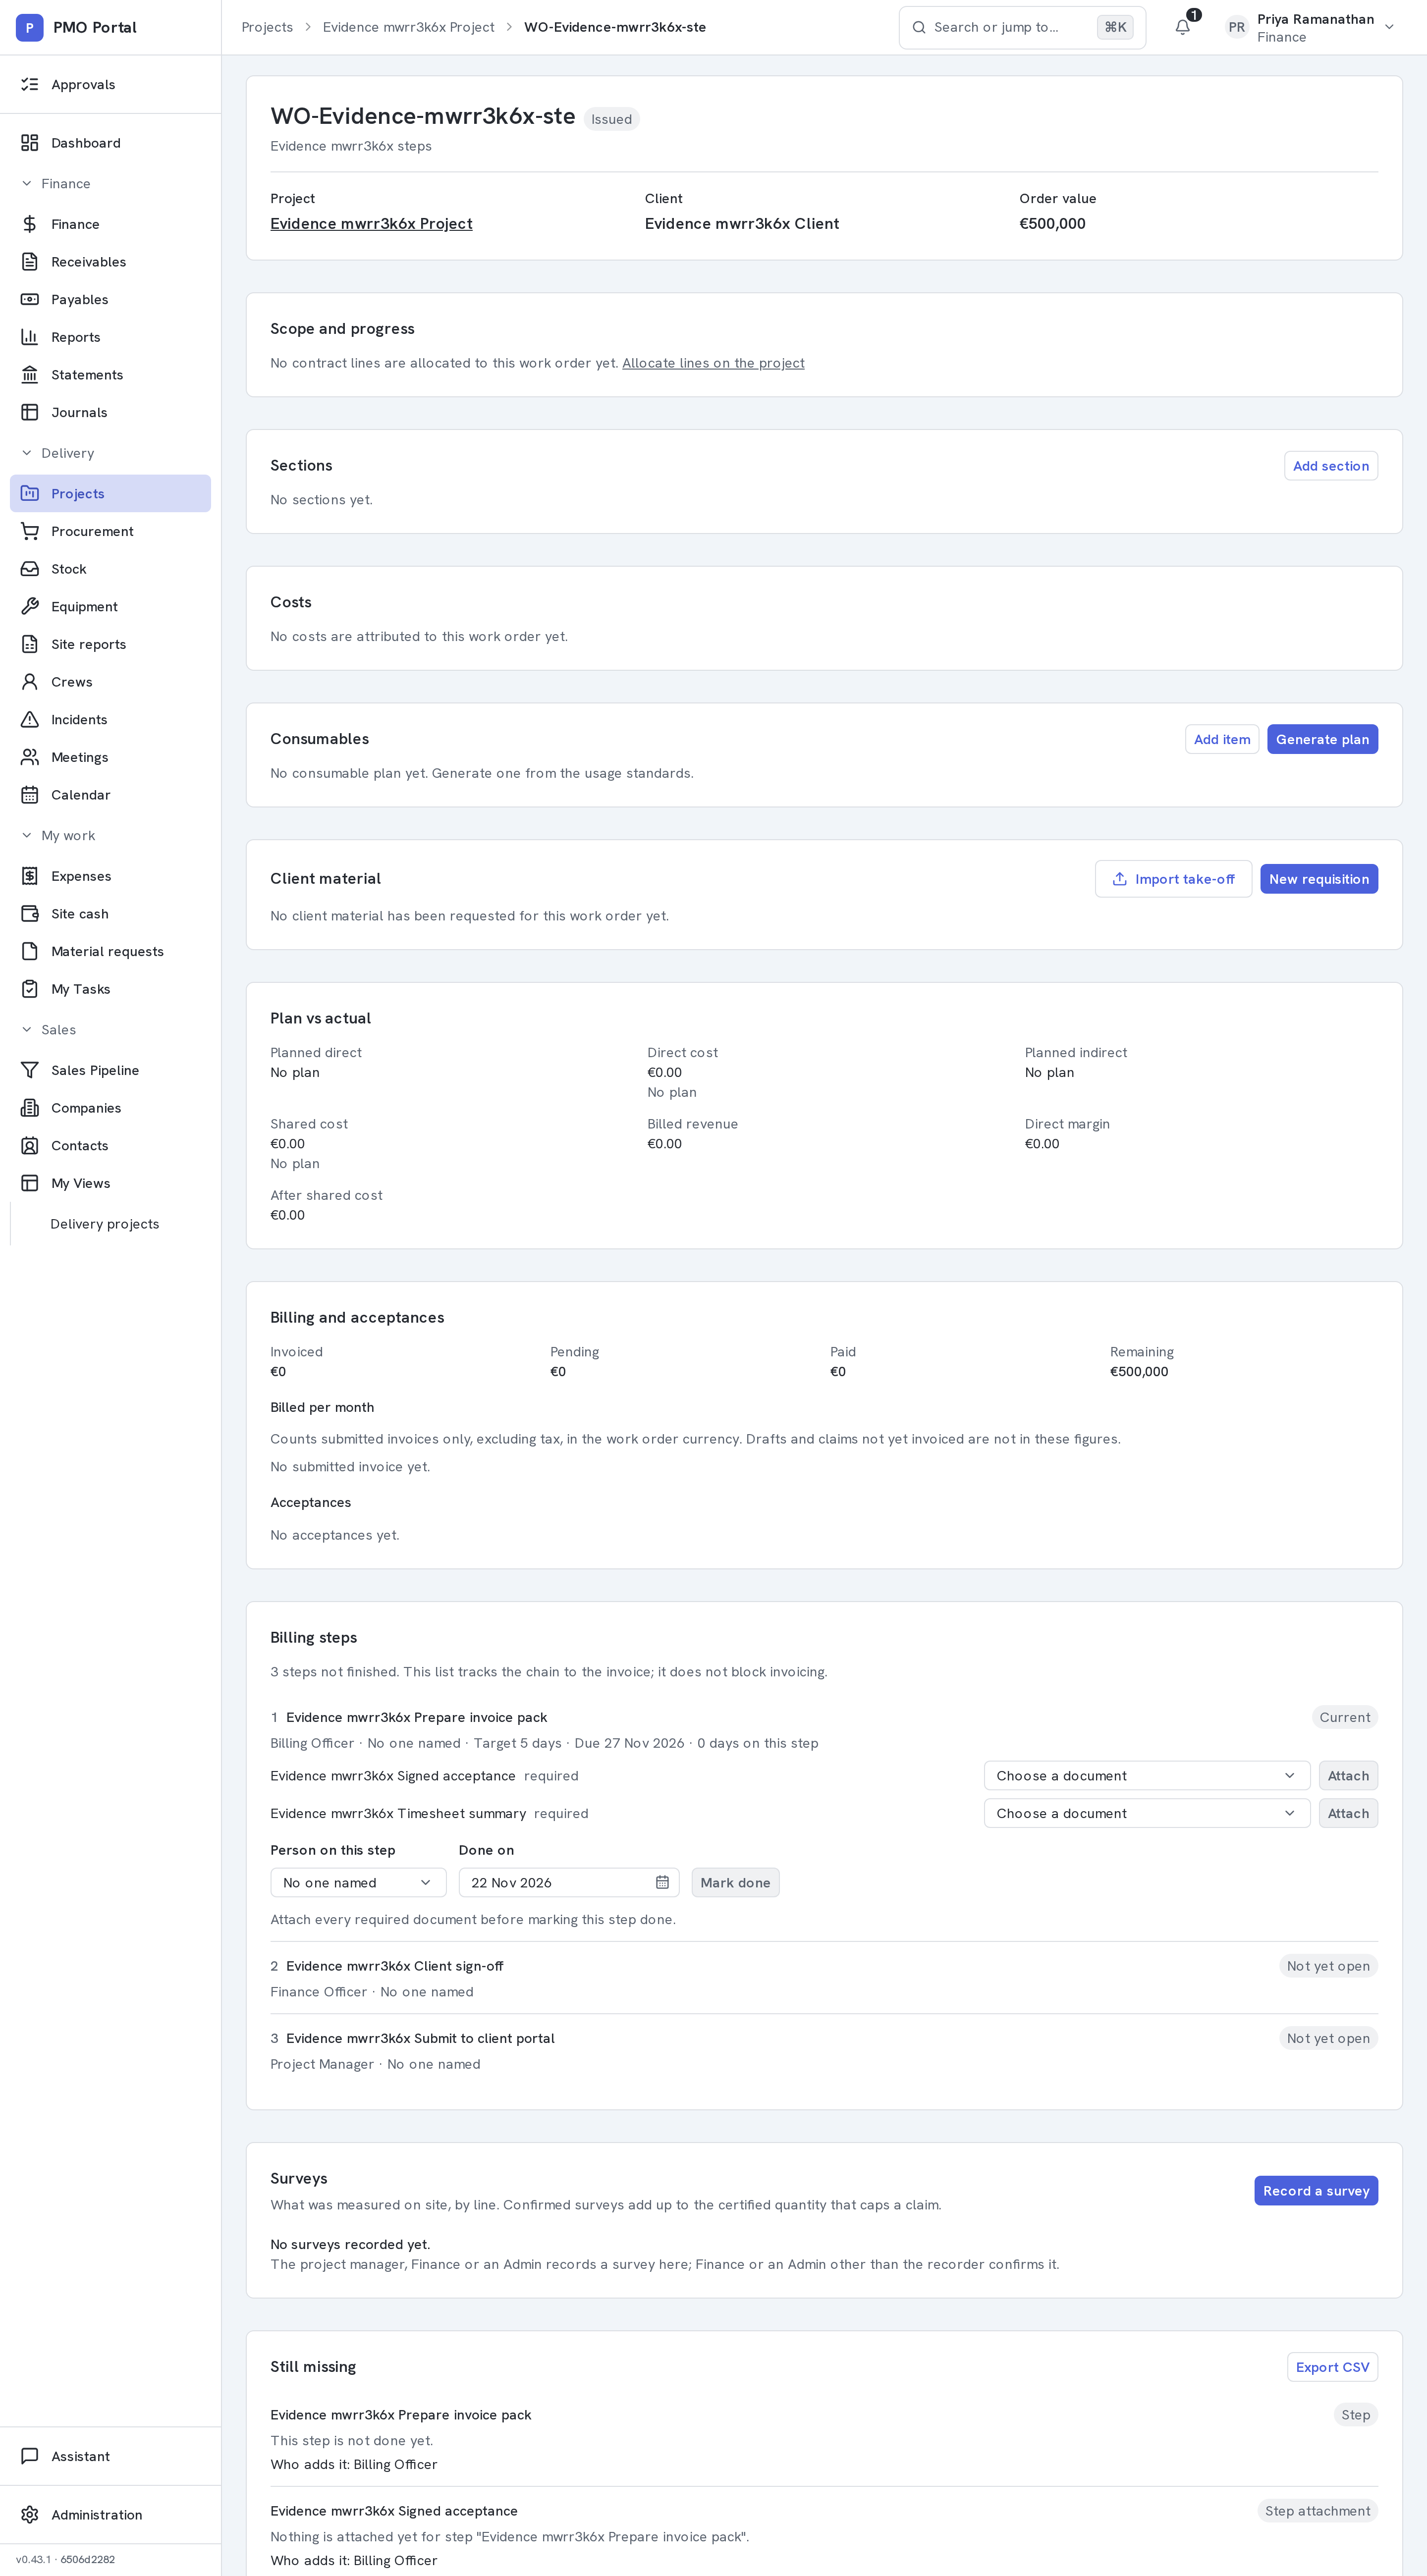 P PMO Portal
Projects > Evidence mwrr3k6x Project > WO-Evidence-mwrr3k6x-ste
Search or jump to... ⌘K
1
PR Priya Ramanathan
Finance
Approvals
Dashboard
Finance
Finance
Receivables
Payables
Reports
Statements
Journals
Delivery
Projects
Procurement
Stock
Equipment
Site reports
Crews
Incidents
Meetings
Calendar
My work
Expenses
Site cash
Material requests
My Tasks
Sales
Sales Pipeline
Companies
Contacts
My Views
Delivery projects
Assistant
Administration
v0.43.1 · 6506d2282
WO-Evidence-mwrr3k6x-ste Issued
Evidence mwrr3k6x steps
Project Client Order value
Evidence mwrr3k6x Project Evidence mwrr3k6x Client €500,000
Scope and progress
No contract lines are allocated to this work order yet. Allocate lines on the project
Sections Add section
No sections yet.
Costs
No costs are attributed to this work order yet.
Consumables Add item Generate plan
No consumable plan yet. Generate one from the usage standards.
Client material Import take-off New requisition
No client material has been requested for this work order yet.
Plan vs actual
Planned direct Direct cost Planned indirect
No plan €0.00 No plan
No plan
Shared cost Billed revenue Direct margin
€0.00 €0.00 €0.00
No plan
After shared cost
€0.00
Billing and acceptances
Invoiced Pending Paid Remaining
€0 €0 €0 €500,000
Billed per month
Counts submitted invoices only, excluding tax, in the work order currency. Drafts and claims not yet invoiced are not in these figures.
No submitted invoice yet.
Acceptances
No acceptances yet.
Billing steps
3 steps not finished. This list tracks the chain to the invoice; it does not block invoicing.
1 Evidence mwrr3k6x Prepare invoice pack Current
Billing Officer · No one named · Target 5 days · Due 27 Nov 2026 · 0 days on this step
Evidence mwrr3k6x Signed acceptance required Choose a document Attach
Evidence mwrr3k6x Timesheet summary required Choose a document Attach
Person on this step Done on
No one named 22 Nov 2026 Mark done
Attach every required document before marking this step done.
2 Evidence mwrr3k6x Client sign-off Not yet open
Finance Officer · No one named
3 Evidence mwrr3k6x Submit to client portal Not yet open
Project Manager · No one named
Surveys
What was measured on site, by line. Confirmed surveys add up to the certified quantity that caps a claim.
Record a survey
No surveys recorded yet.
The project manager, Finance or an Admin records a survey here; Finance or an Admin other than the recorder confirms it.
Still missing Export CSV
Evidence mwrr3k6x Prepare invoice pack Step
This step is not done yet.
Who adds it: Billing Officer
Evidence mwrr3k6x Signed acceptance Step attachment
Nothing is attached yet for step "Evidence mwrr3k6x Prepare invoice pack".
Who adds it: Billing Officer